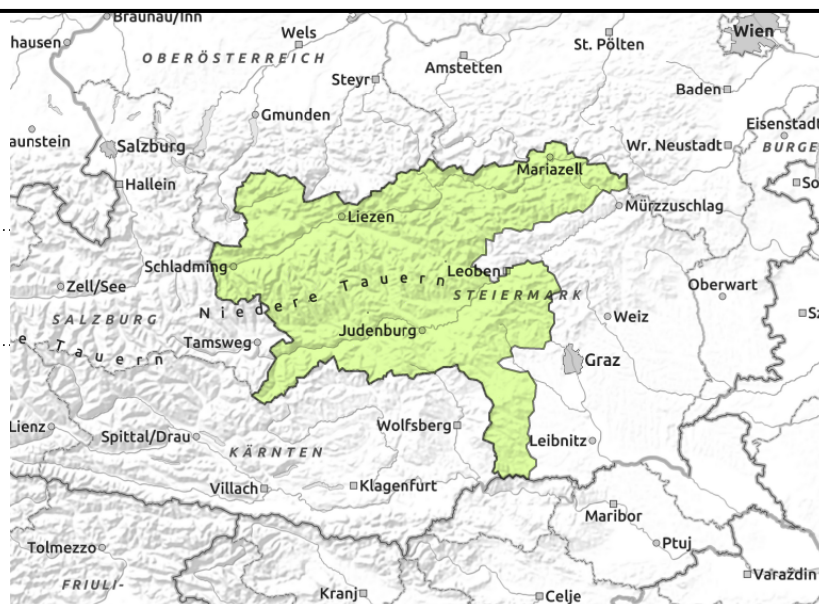 Braunau/Inn
hausen
Wels
St. Pölten
Wien
OBERÖSTERREICH
Steyr
Amstetten
Baden
Gmunden
Eisenstadt
aunstein
Salzburg
Wr. Neustadt
BURGE
Mariazell
Hallein
So
Liezen
Mürzzuschlag
Schladming
Leoben
Zell/See
Niedere Tauern
STEIERMARK
Oberwart
SALZBURG
Weiz
Sz
Judenburg
e Tauern
Tamsweg
Graz
Lienz
Spittal/Drau
Wolfsberg
Leibnitz
KÄRNTEN
Villach
Klagenfurt
Maribor
Tolmezzo
Ptuj
FRIULI-
Varaždin
Kranj
Celje